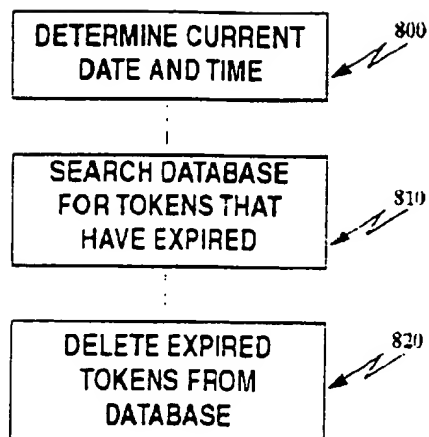 DETERMINE CURRENT
DATE AND TIME
800
SEARCH DATABASE
FOR TOKENS THAT
HAVE EXPIRED
810
DELETE EXPIRED
TOKENS FROM
DATABASE
820